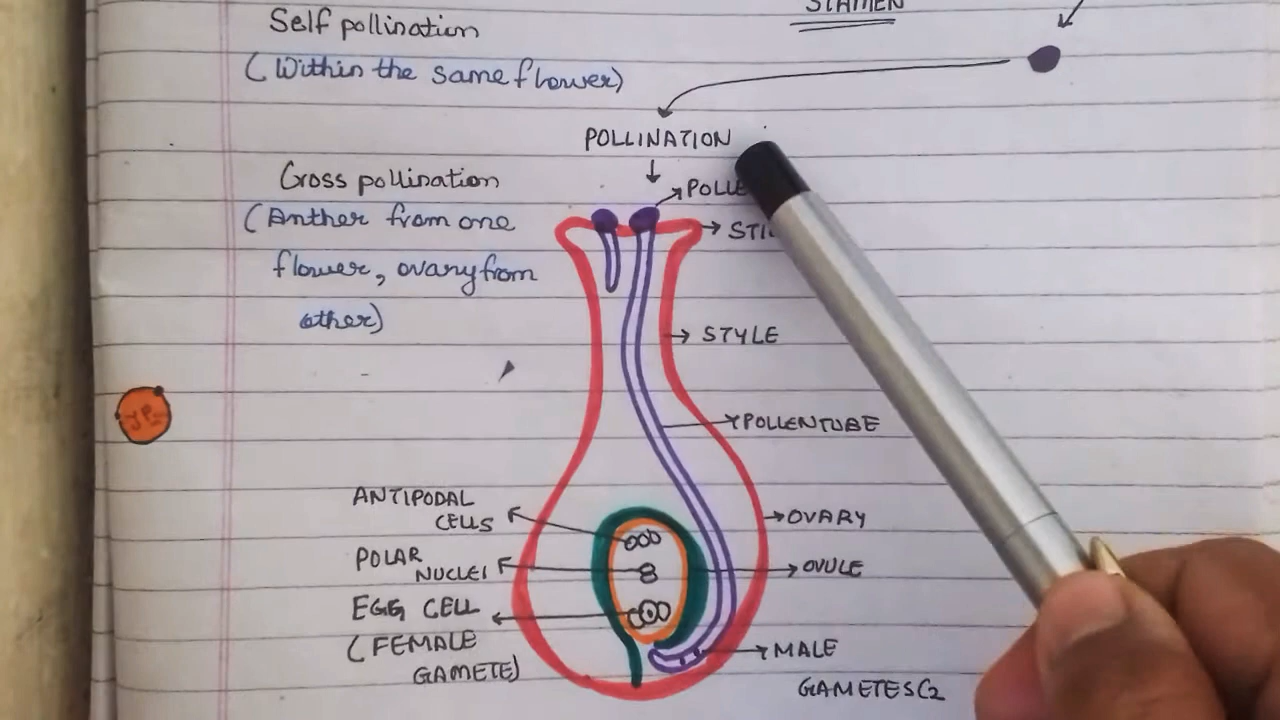 STAMEN
Self pollination
(Within the same flower)
POLLINATION
Cross pollination
(Anther from one
flower, ovary from
other)
STYLE
POLLENTUBE
ANTIPODAL
CELLS
OVARY
POLAR
NUCLEI
OVULE
EGG CELL
(FEMALE
GAMETE)
MALE
GAMETES(2